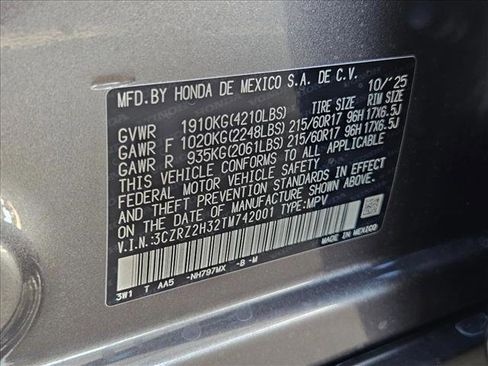 MFD.BY HONDA DE MEXICO S.A. DE C.V. 10/'25
TIRE SIZE RIM SIZE
GVWR 1910KG(4210LBS)
GAWR F 1020KG(2248LBS) 215/60R17 96H 17X6.5J
GAWR R 935KG(2061LBS) 215/60R17 96H 17X6.5J
THIS VEHICLE CONFORMS TO ALL APPLICABLE
FEDERAL MOTOR VEHICLE SAFETY
AND THEFT PREVENTION STANDARDS IN EFFECT
ON THE DATE OF MANUFACTURE SHOWN ABOVE.
V.I.N.:3CZRZ2H32TM742001 TYPE:MPV
3W1 T AA5 -NH797MX -B -M
MADE IN MEXICO